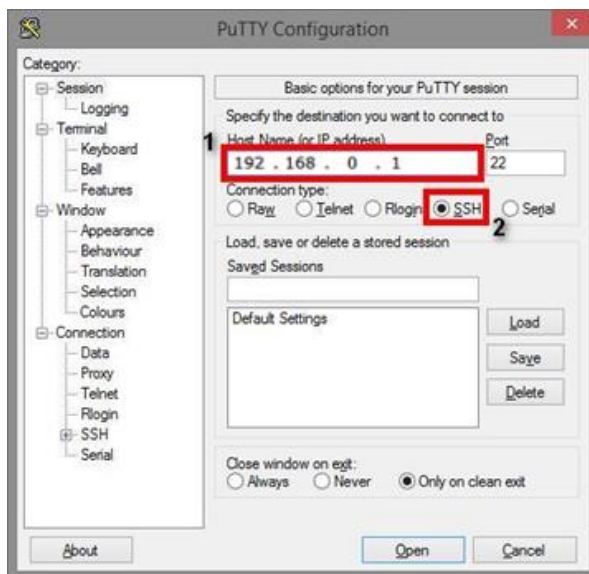 PuTTY Configuration
Category:
Session
Logging
Terminal
Keyboard
Bell
Features
Window
Appearance
Behaviour
Translation
Selection
Colours
Connection
Data
Proxy
Telnet
Rlogin
SSH
Serial
Basic options for your PuTTY session
Specify the destination you want to connect to
1 Host Name (or IP address) Port
192 . 168 . 0 . 1 22
Connection type:
Raw Telnet Rlogin SSH Serial
2
Load, save or delete a stored session
Saved Sessions
Default Settings
Load
Save
Delete
Close window on exit:
Always Never Only on clean exit
About Open Cancel